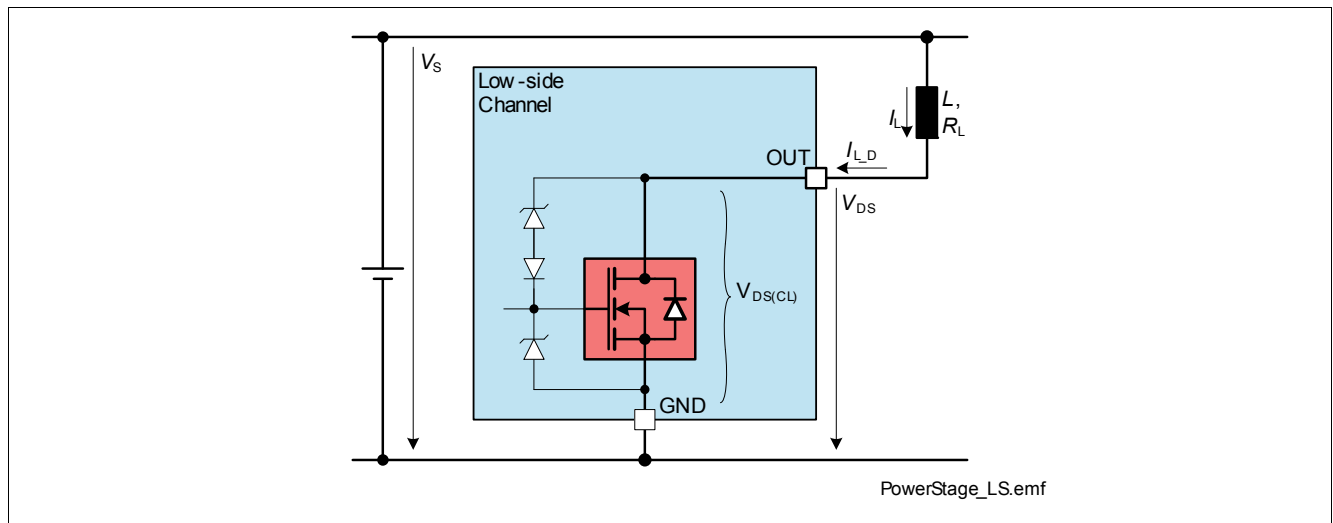 VS
Low-side
Channel
L,
RL
IL
OUT
IL_D
VDS
VDS(CL)
GND
PowerStage_LS.emf